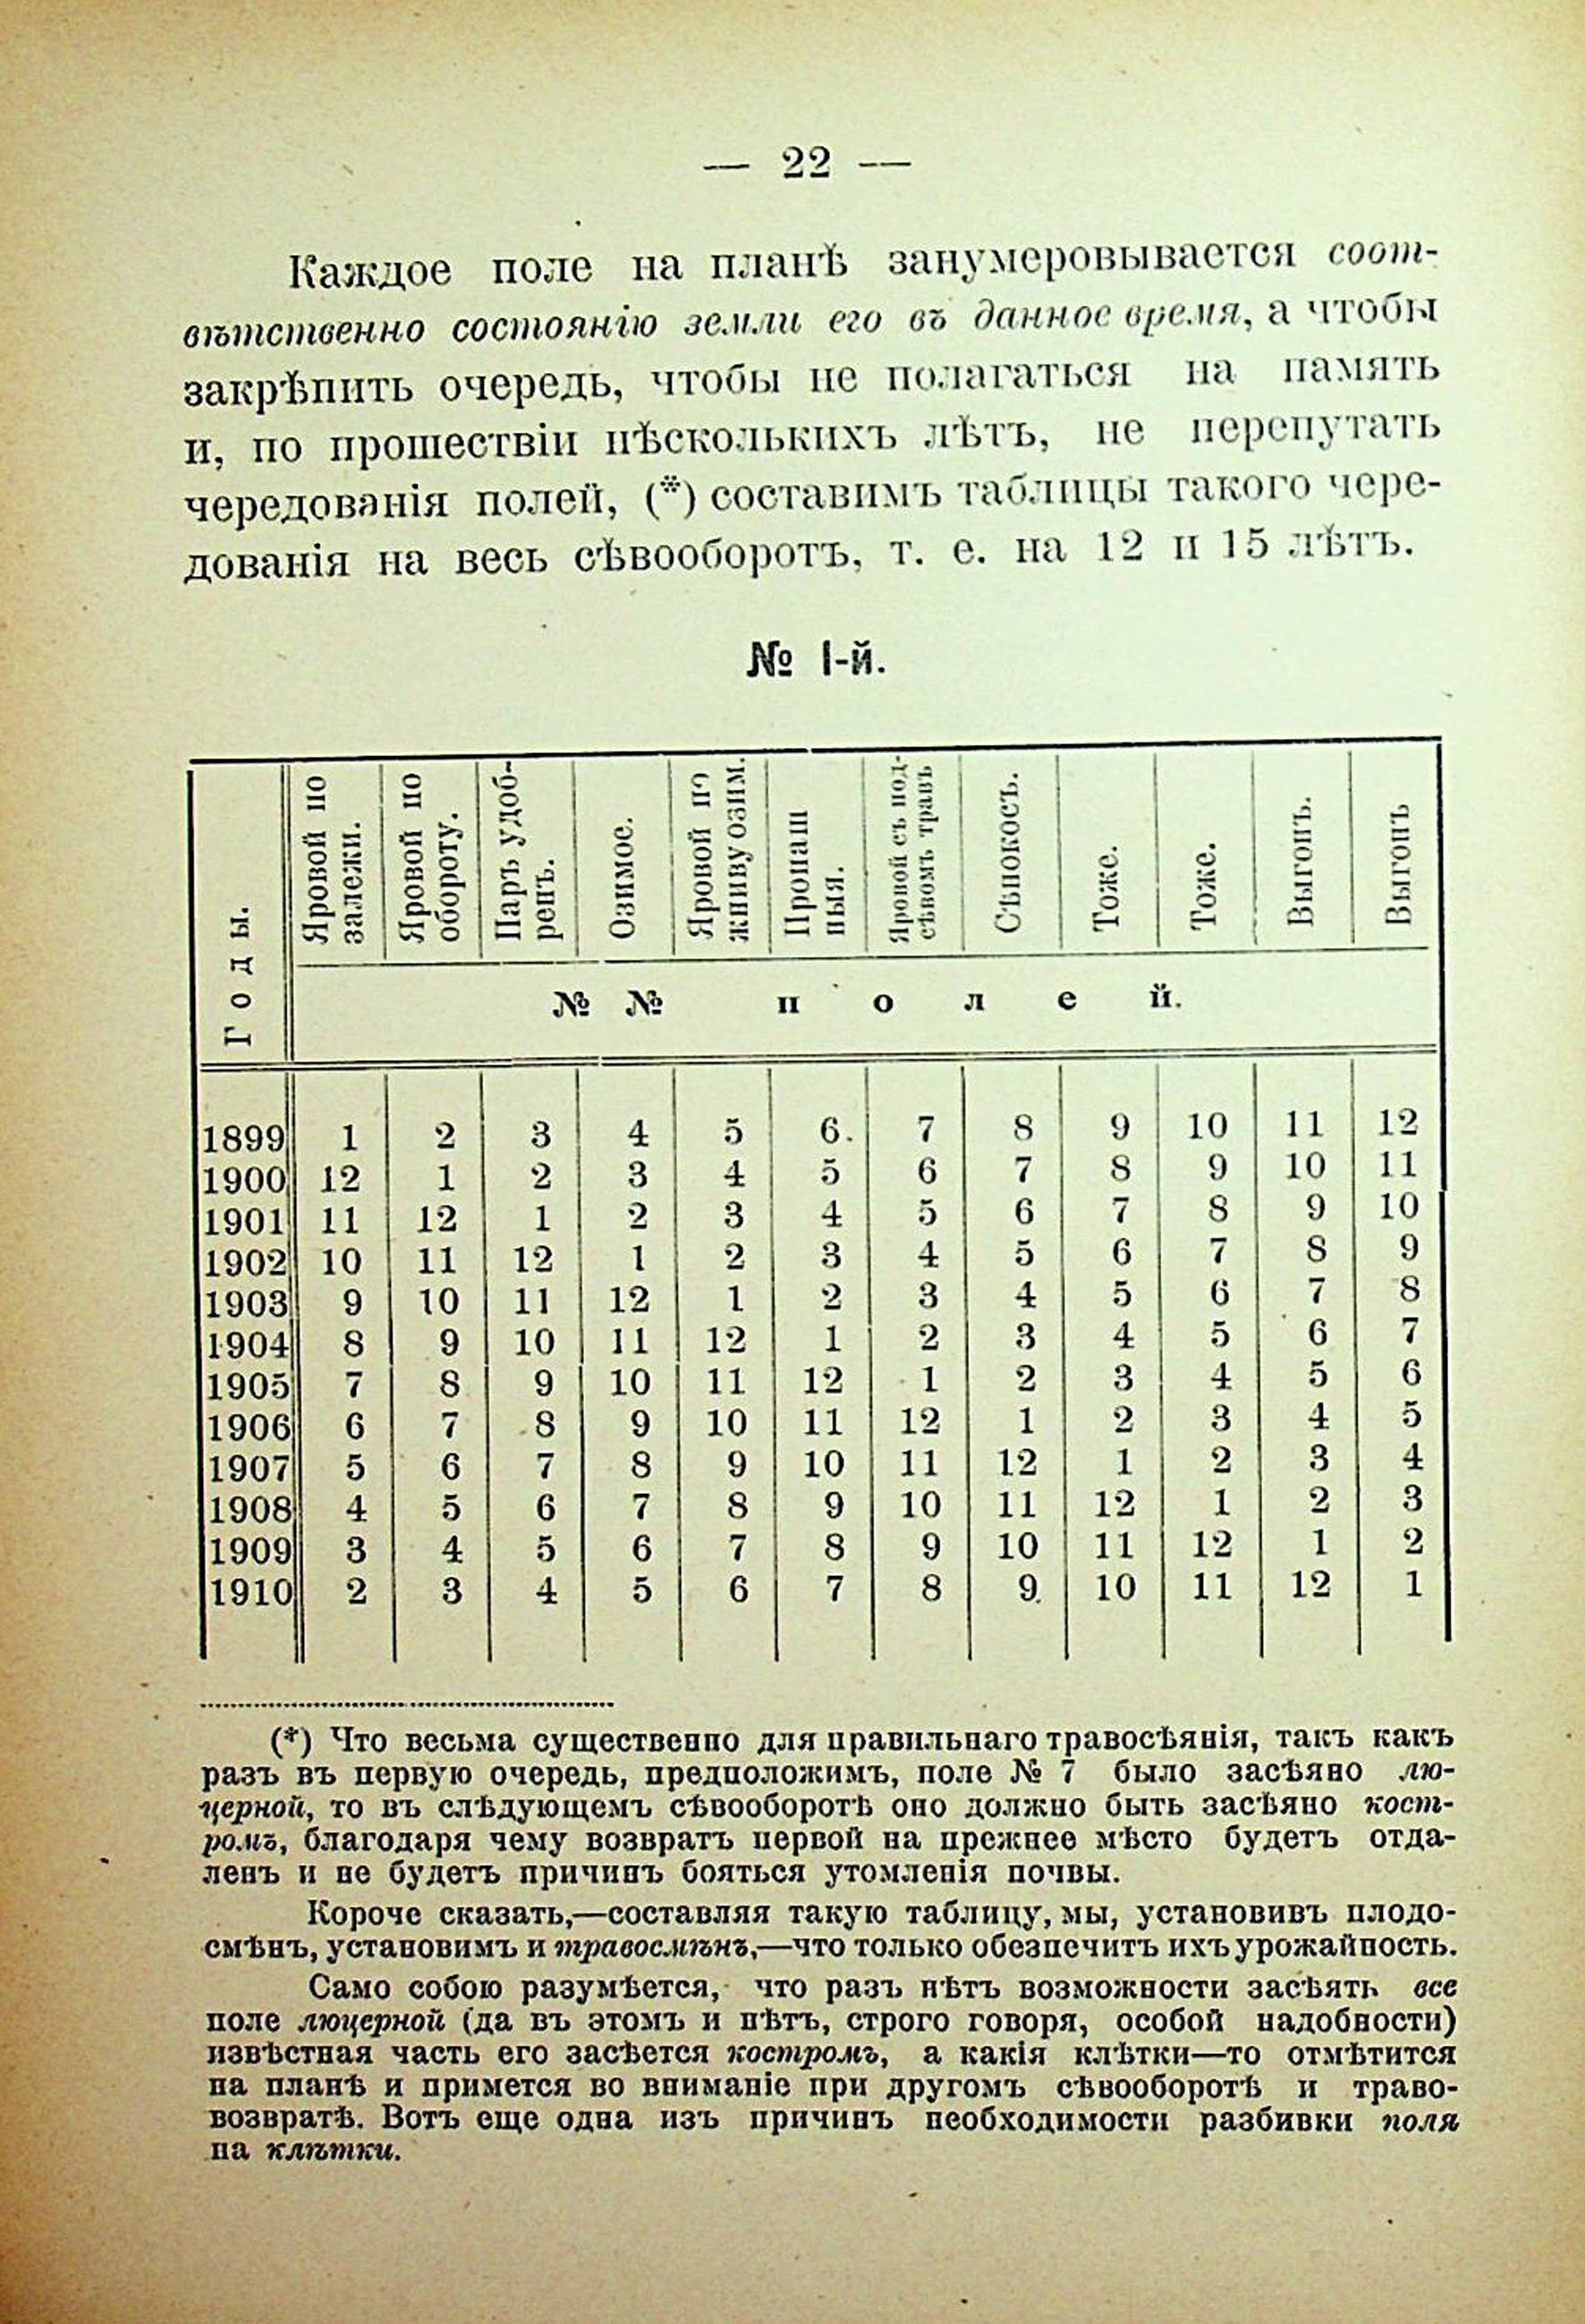 — 22 —
Каждое поле на планѣ занумеровывается соот-
вѣтственно состоянію земли его въ данное время, а чтобы
закрѣпить очередь, чтобы не полагаться на память
и, по прошествіи нѣсколькихъ лѣтъ, не перепутать
чередованія полей, (*) составимъ таблицы такого чере-
дованія на весь сѣвооборотъ, т. е. на 12 и 15 лѣтъ.
№ I-й.
Годы.
Яровой по
залежи.
Яровой по
обороту.
Паръ удоб-
ренъ.
Озимое.
Яровой по
жниву озим.
Пропаш
ныя.
Яровой съ под-
сѣвомъ травъ
Сѣнокосъ.
Тоже.
Тоже.
Выгонъ.
Выгонъ
№ № полей.
1899 1 2 3 4 5 6. 7 8 9 10 11 12
1900 12 1 2 3 4 5 6 7 8 9 10 11
1901 11 12 1 2 3 4 5 6 7 8 9 10
1902 10 11 12 1 2 3 4 5 6 7 8 9
1903 9 10 11 12 1 2 3 4 5 6 7 8
1904 8 9 10 11 12 1 2 3 4 5 6 7
1905 7 8 9 10 11 12 1 2 3 4 5 6
1906 6 7 8 9 10 11 12 1 2 3 4 5
1907 5 6 7 8 9 10 11 12 1 2 3 4
1908 4 5 6 7 8 9 10 11 12 1 2 3
1909 3 4 5 6 7 8 9 10 11 12 1 2
1910 2 3 4 5 6 7 8 9. 10 11 12 1
(*) Что весьма существенно для правильнаго травосѣянія, такъ какъ
разъ въ первую очередь, предположимъ, поле № 7 было засѣяно лю-
церной, то въ слѣдующемъ сѣвооборотѣ оно должно быть засѣяно кост-
ромъ, благодаря чему возвратъ первой на прежнее мѣсто будетъ отда-
ленъ и не будетъ причинъ бояться утомленія почвы.
Короче сказать,—составляя такую таблицу, мы, установивъ плодо-
смѣнъ, установимъ и травосмѣнъ,—что только обезпечитъ ихъ урожайность.
Само собою разумѣется, что разъ нѣтъ возможности засѣять все
поле люцерной (да въ этомъ и нѣтъ, строго говоря, особой надобности)
извѣстная часть его засѣется костромъ, а какія клѣтки—то отмѣтится
на планѣ и примется во вниманіе при другомъ сѣвооборотѣ и траво-
возвратѣ. Вотъ еще одна изъ причинъ необходимости разбивки поля
на клѣтки.